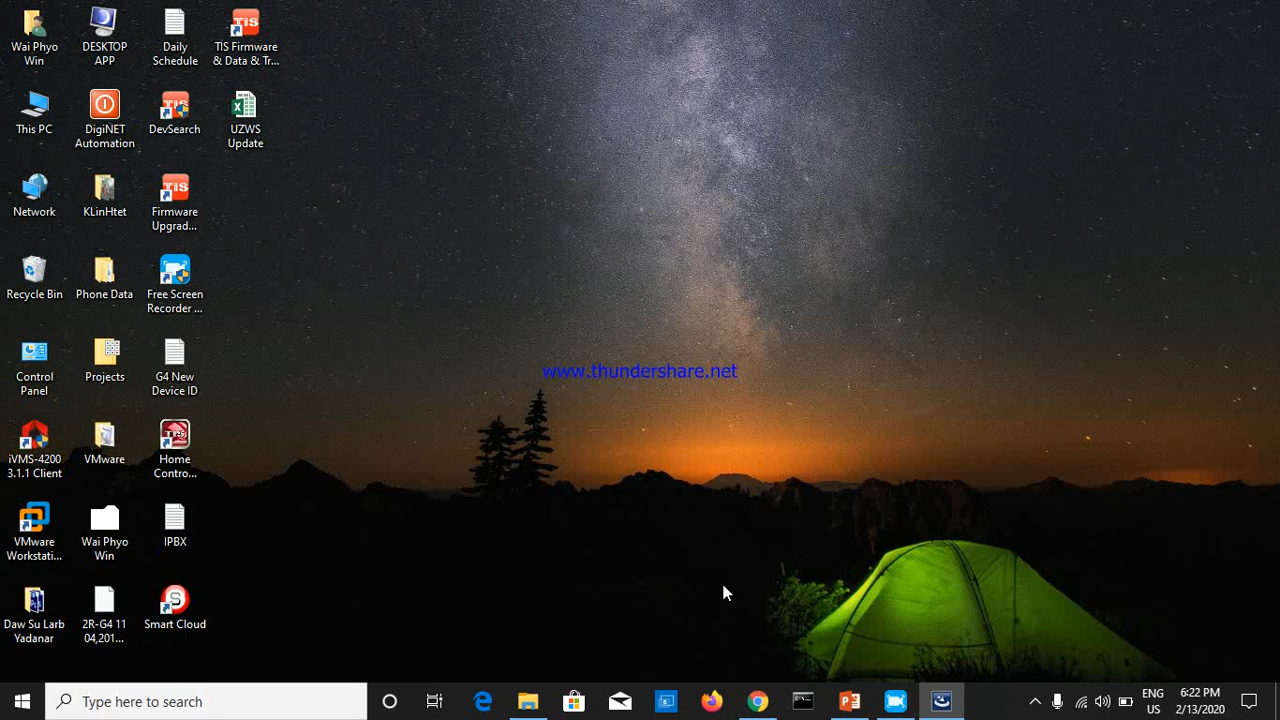 Wai Phyo
Win
DESKTOP
APP
Daily
Schedule
TIS Firmware
& Data & Tr...
This PC
DigiNET
Automation
DevSearch
UZWS
Update
Network
KLinHtet
Firmware
Upgrad...
Recycle Bin
Phone Data
Free Screen
Recorder ...
Control
Panel
Projects
G4 New
Device ID
iVMS-4200
3.1.1 Client
VMware
Home
Contro...
VMware
Workstati...
Wai Phyo
Win
IPBX
Daw Su Larb
Yadanar
2R-G4 11
04,201...
Smart Cloud
www.thundershare.net
Type here to search
ENG
US
6:22 PM
2/13/2020